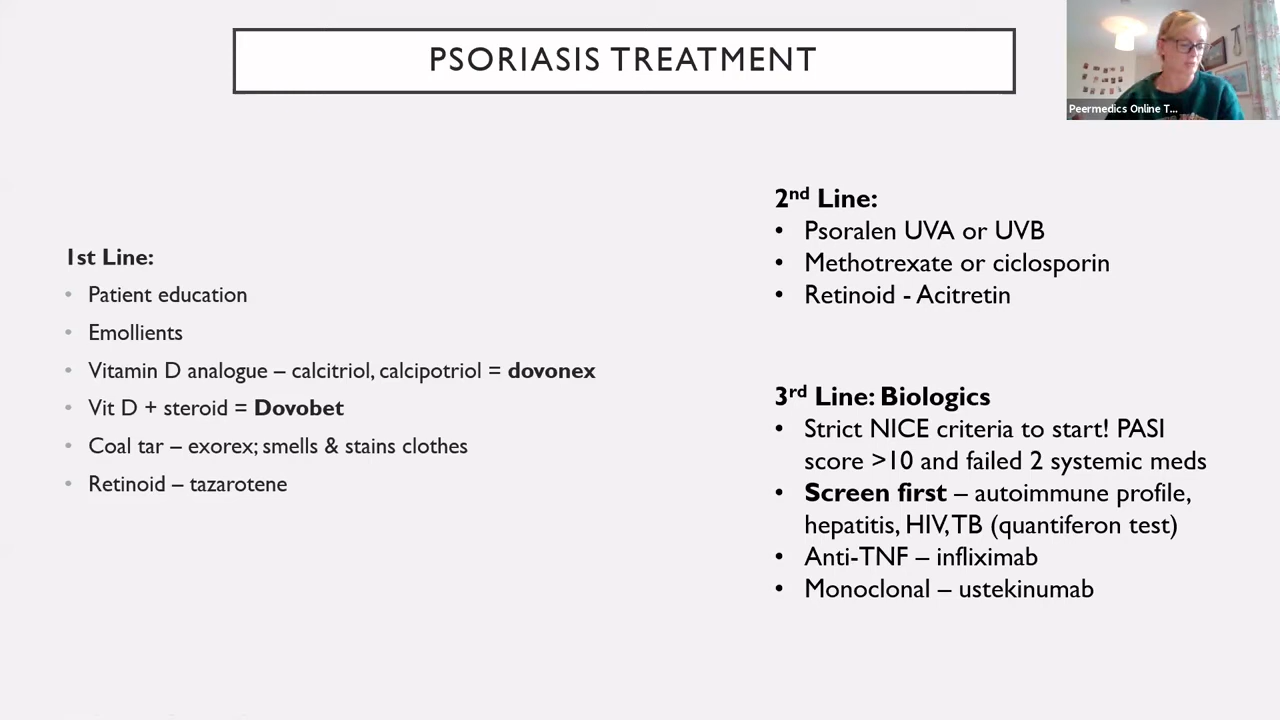 PSORIASIS TREATMENT
Peermedics Online T...
1st Line:
• Patient education
• Emollients
• Vitamin D analogue – calcitriol, calcipotriol = dovonex
• Vit D + steroid = Dovobet
• Coal tar – exorex; smells & stains clothes
• Retinoid – tazarotene
2nd Line:
• Psoralen UVA or UVB
• Methotrexate or ciclosporin
• Retinoid - Acitretin
3rd Line: Biologics
• Strict NICE criteria to start! PASI
score >10 and failed 2 systemic meds
• Screen first – autoimmune profile,
hepatitis, HIV, TB (quantiferon test)
• Anti-TNF – infliximab
• Monoclonal – ustekinumab